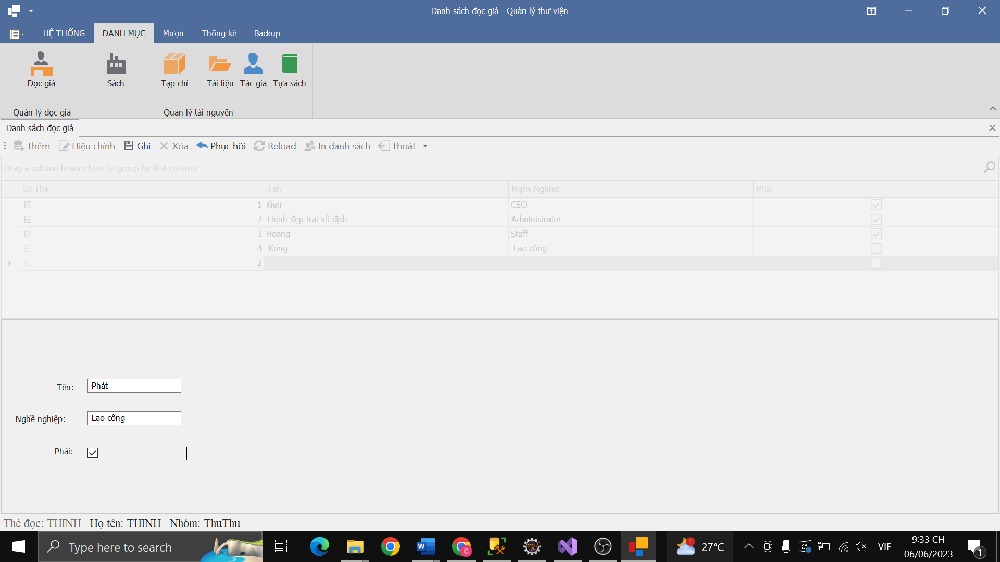 Danh sách đọc giả - Quản lý thư viện
HỆ THỐNG DANH MỤC Mượn Thống kê Backup
Đọc giả Sách Tạp chí Tài liệu Tác giả Tựa sách
Quản lý đọc giả Quản lý tài nguyên
Danh sách đọc giả
Thêm Hiệu chỉnh Ghi Xóa Phục hồi Reload In danh sách Thoát
Drag a column header here to group by that column
So The Ten Nghe Nghiep Phai
1 Kien CEO
2 Thịnh đẹp trai vô địch Administrator
3 Hoang Staff
4 Kong Lao công
-2
Tên: Phát
Nghề nghiệp: Lao công
Phái:
Thẻ đọc: THINH Họ tên: THINH Nhóm: ThuThu
Type here to search 1 27°C VIE 9:33 CH
06/06/2023 1